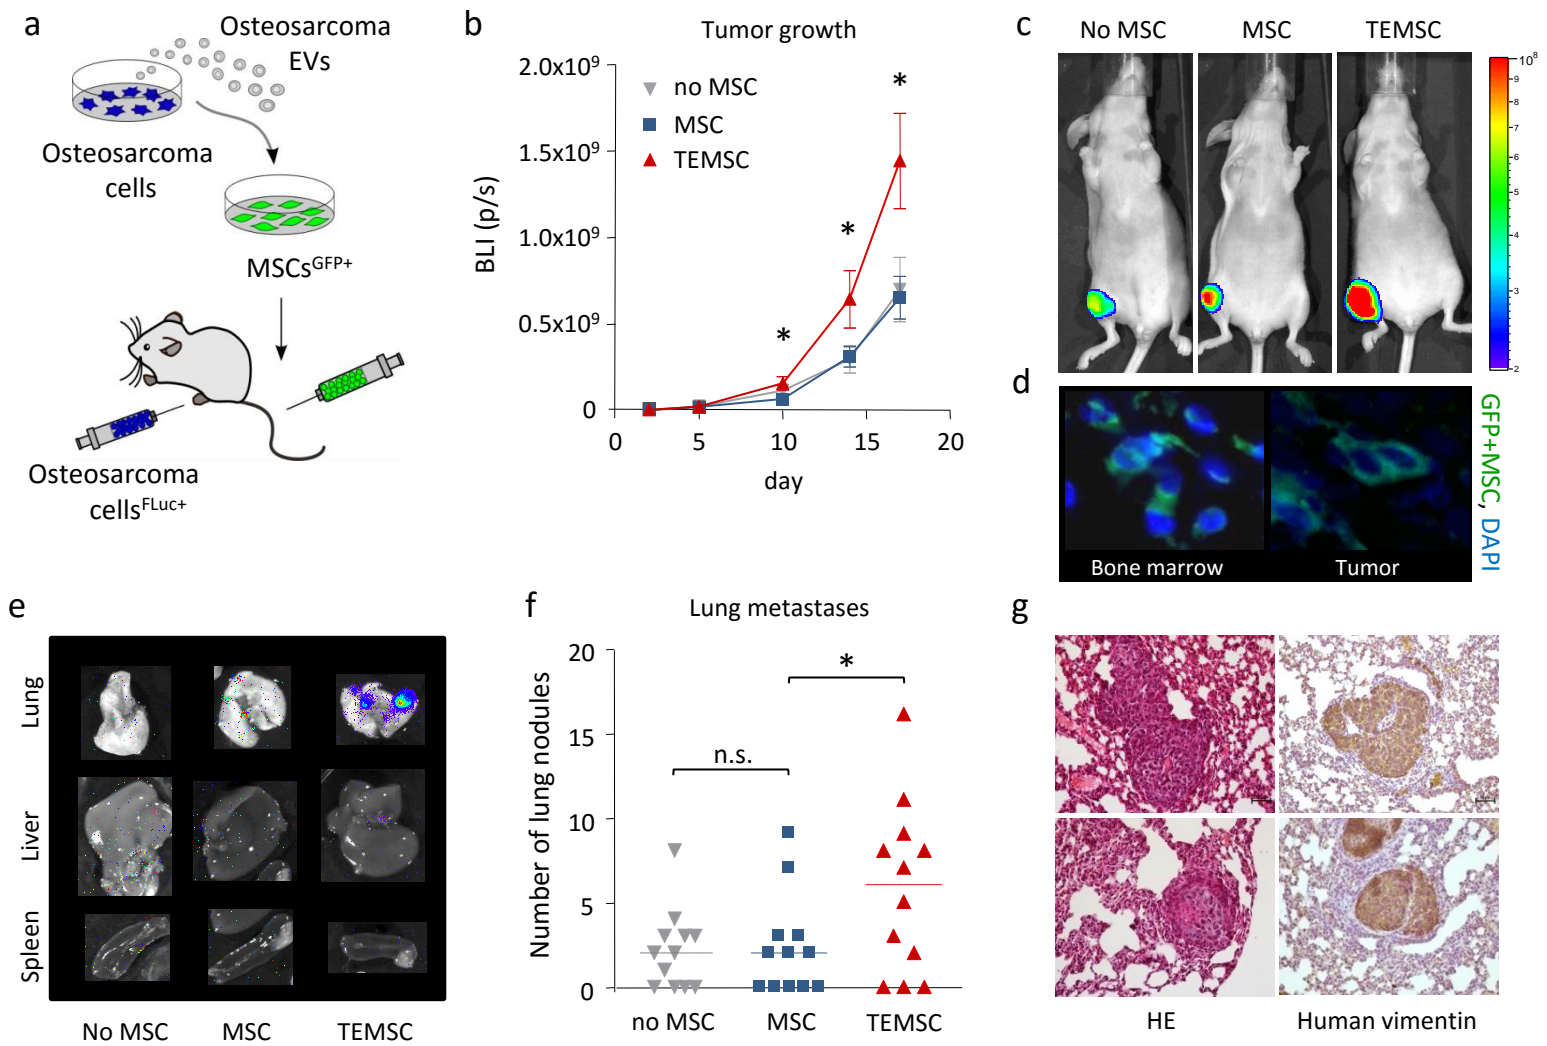 a
Osteosarcoma
EVs
Osteosarcoma
cells
MSCsGFP+
Osteosarcoma
cellsFLuc+
b
Tumor growth
2.0x10⁹
1.5x10⁹
1.0x10⁹
0.5x10⁹
0
BLI (p/s)
no MSC
MSC
TEMSC
*
*
*
0
5
10
15
20
day
c
No MSC
MSC
TEMSC
10⁸
9
8
7
6
5
4
3
2
d
Bone marrow
Tumor
GFP+MSC, DAPI
e
Lung
Liver
Spleen
No MSC
MSC
TEMSC
f
Lung metastases
Number of lung nodules
20
15
10
5
0
n.s.
*
no MSC
MSC
TEMSC
g
HE
Human vimentin